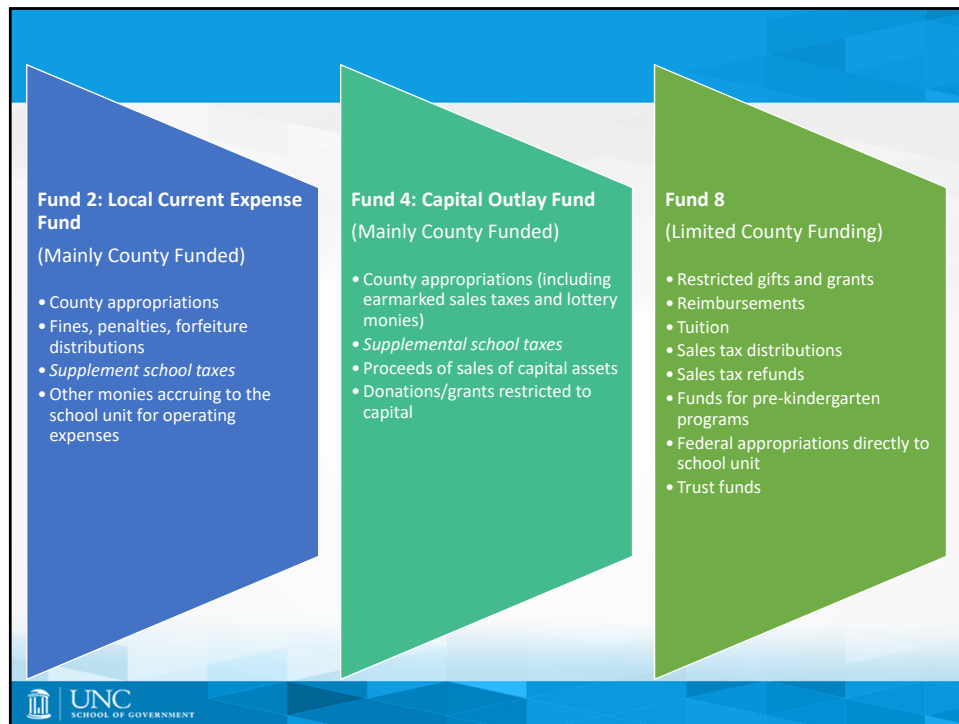 Fund 2: Local Current Expense
Fund
(Mainly County Funded)
• County appropriations
• Fines, penalties, forfeiture
distributions
• Supplement school taxes
• Other monies accruing to the
school unit for operating
expenses
Fund 4: Capital Outlay Fund
(Mainly County Funded)
• County appropriations (including
earmarked sales taxes and lottery
monies)
• Supplemental school taxes
• Proceeds of sales of capital assets
• Donations/grants restricted to
capital
Fund 8
(Limited County Funding)
• Restricted gifts and grants
• Reimbursements
• Tuition
• Sales tax distributions
• Sales tax refunds
• Funds for pre-kindergarten
programs
• Federal appropriations directly to
school unit
• Trust funds
UNC
SCHOOL OF GOVERNMENT